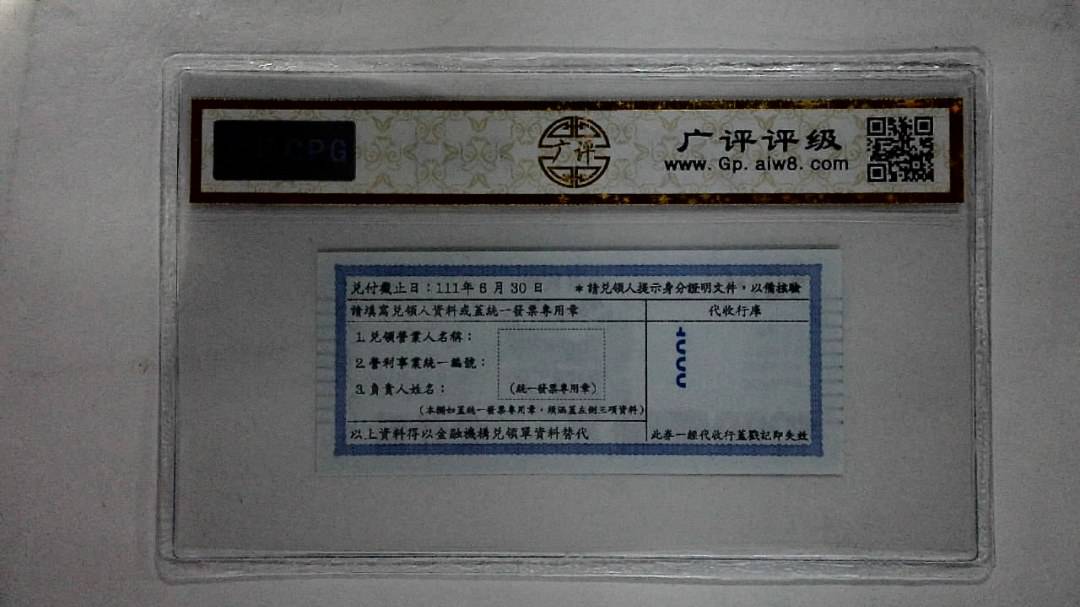 CPG
广评
广评评级
www.Gp.aiw8.com
兌付截止日：111年6月30日 ＊請兌領人提示身分證明文件，以備核驗
請填寫兌領人資料或蓋統一發票專用章
代收行庫
1.兌領營業人名稱：
2.營利事業統一編號：
3.負責人姓名：
(統一發票專用章)
(本欄如蓋統一發票專用章，須涵蓋左側三項資料)
1000
以上資料得以金融機構兌領單資料替代
此券一經代收行蓋戳記即失效